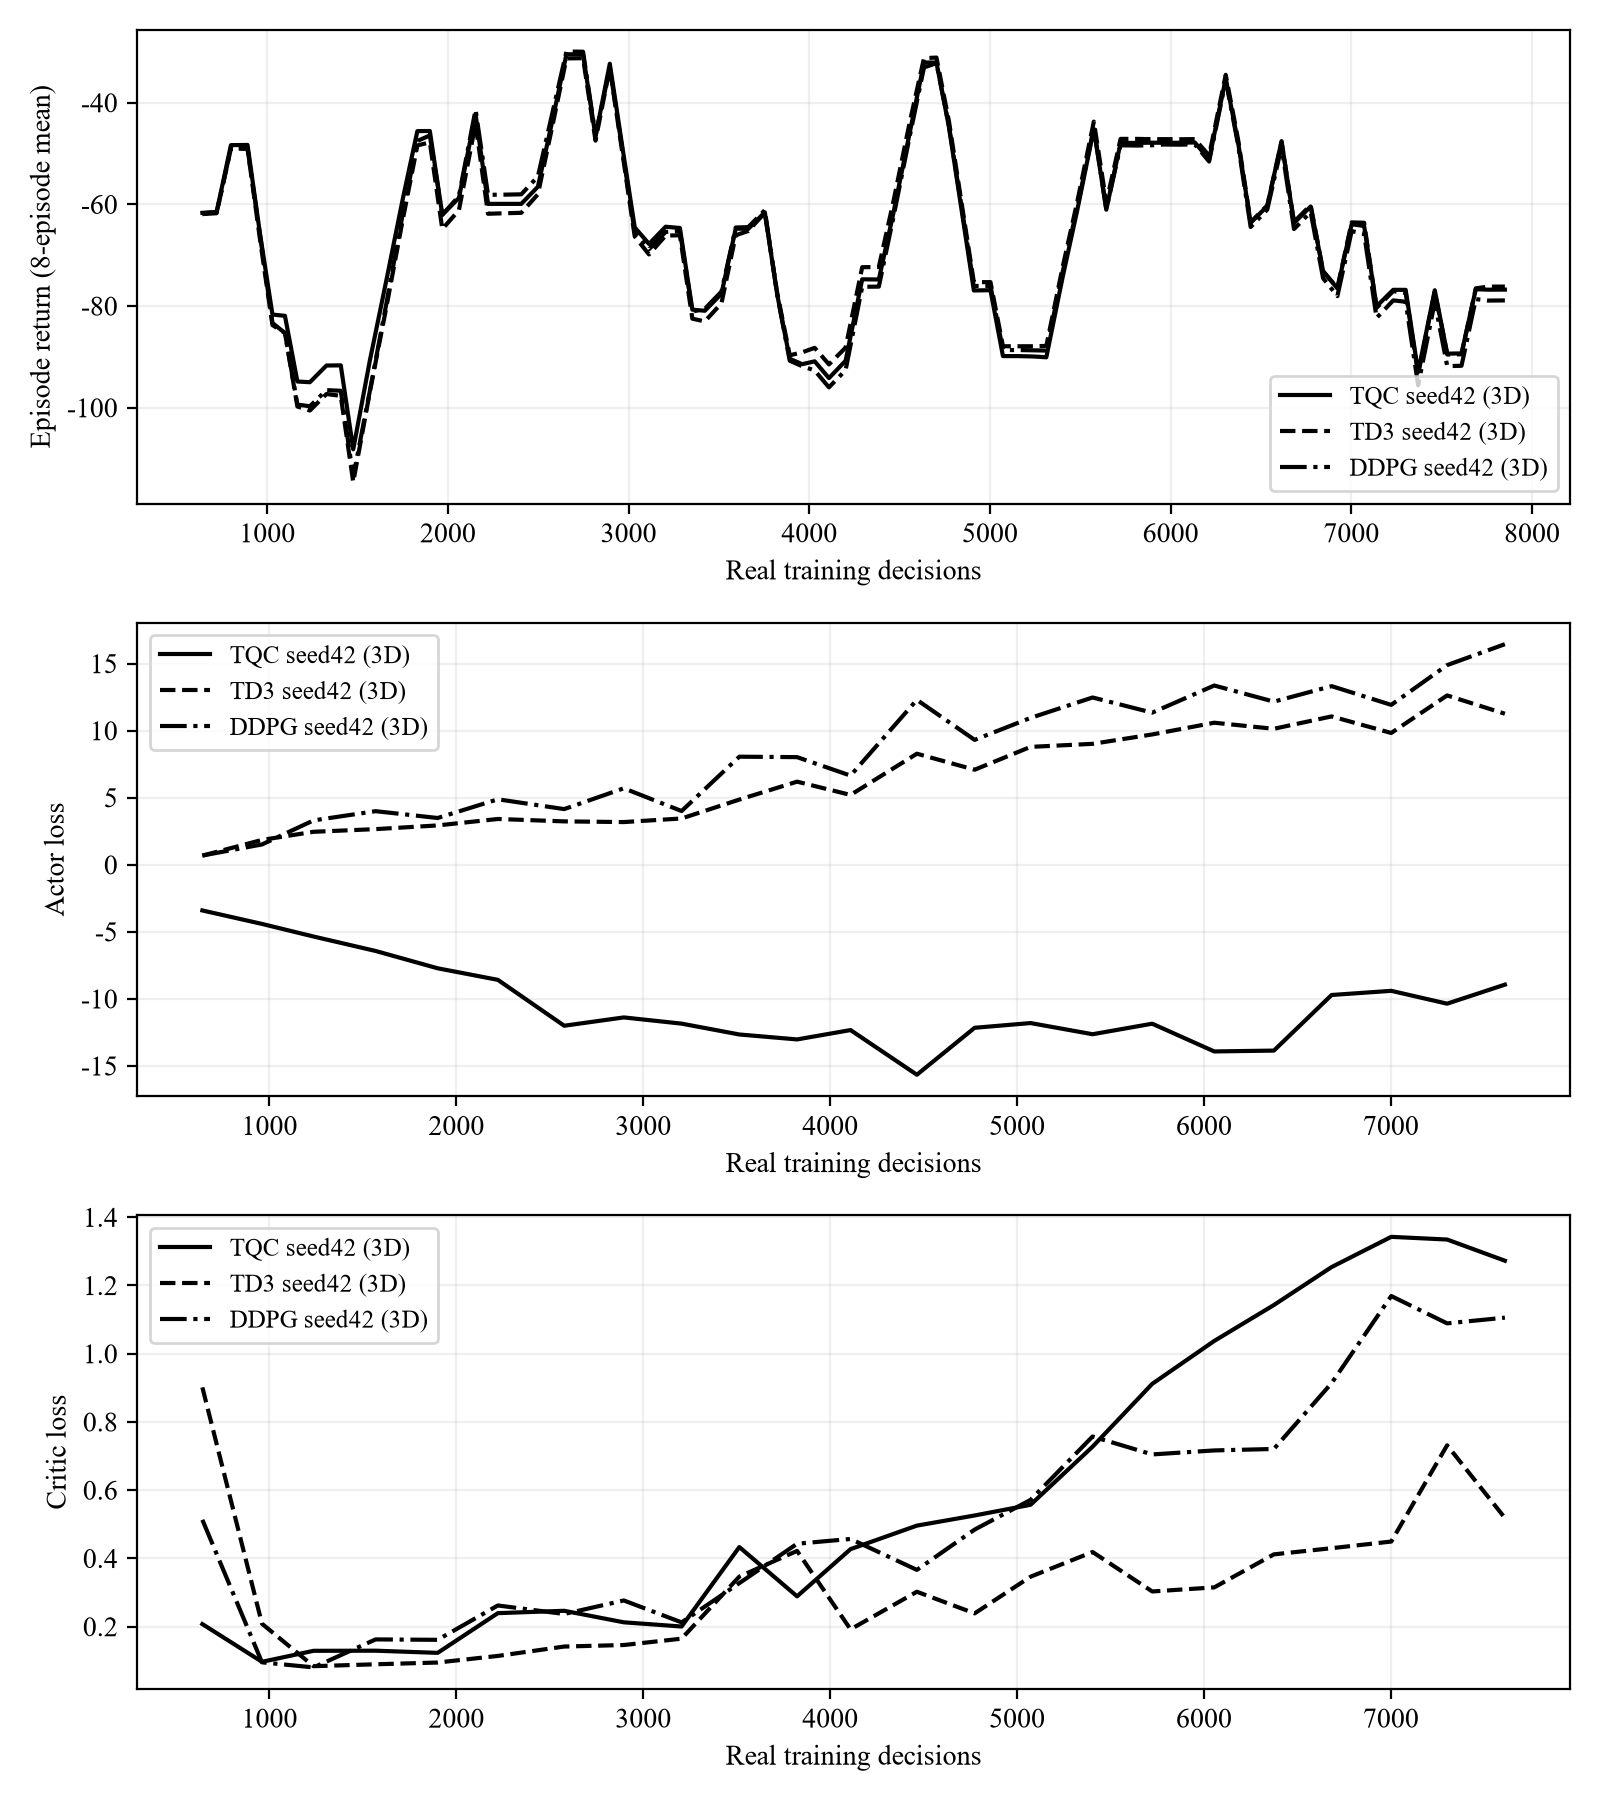 Episode return (8-episode mean)
-40
-60
-80
-100
TQC seed42 (3D)
TD3 seed42 (3D)
DDPG seed42 (3D)
1000 2000 3000 4000 5000 6000 7000 8000
Real training decisions
TQC seed42 (3D)
TD3 seed42 (3D)
DDPG seed42 (3D)
Actor loss
15
10
5
0
-5
-10
-15
1000 2000 3000 4000 5000 6000 7000
Real training decisions
TQC seed42 (3D)
TD3 seed42 (3D)
DDPG seed42 (3D)
Critic loss
1.4
1.2
1.0
0.8
0.6
0.4
0.2
1000 2000 3000 4000 5000 6000 7000
Real training decisions